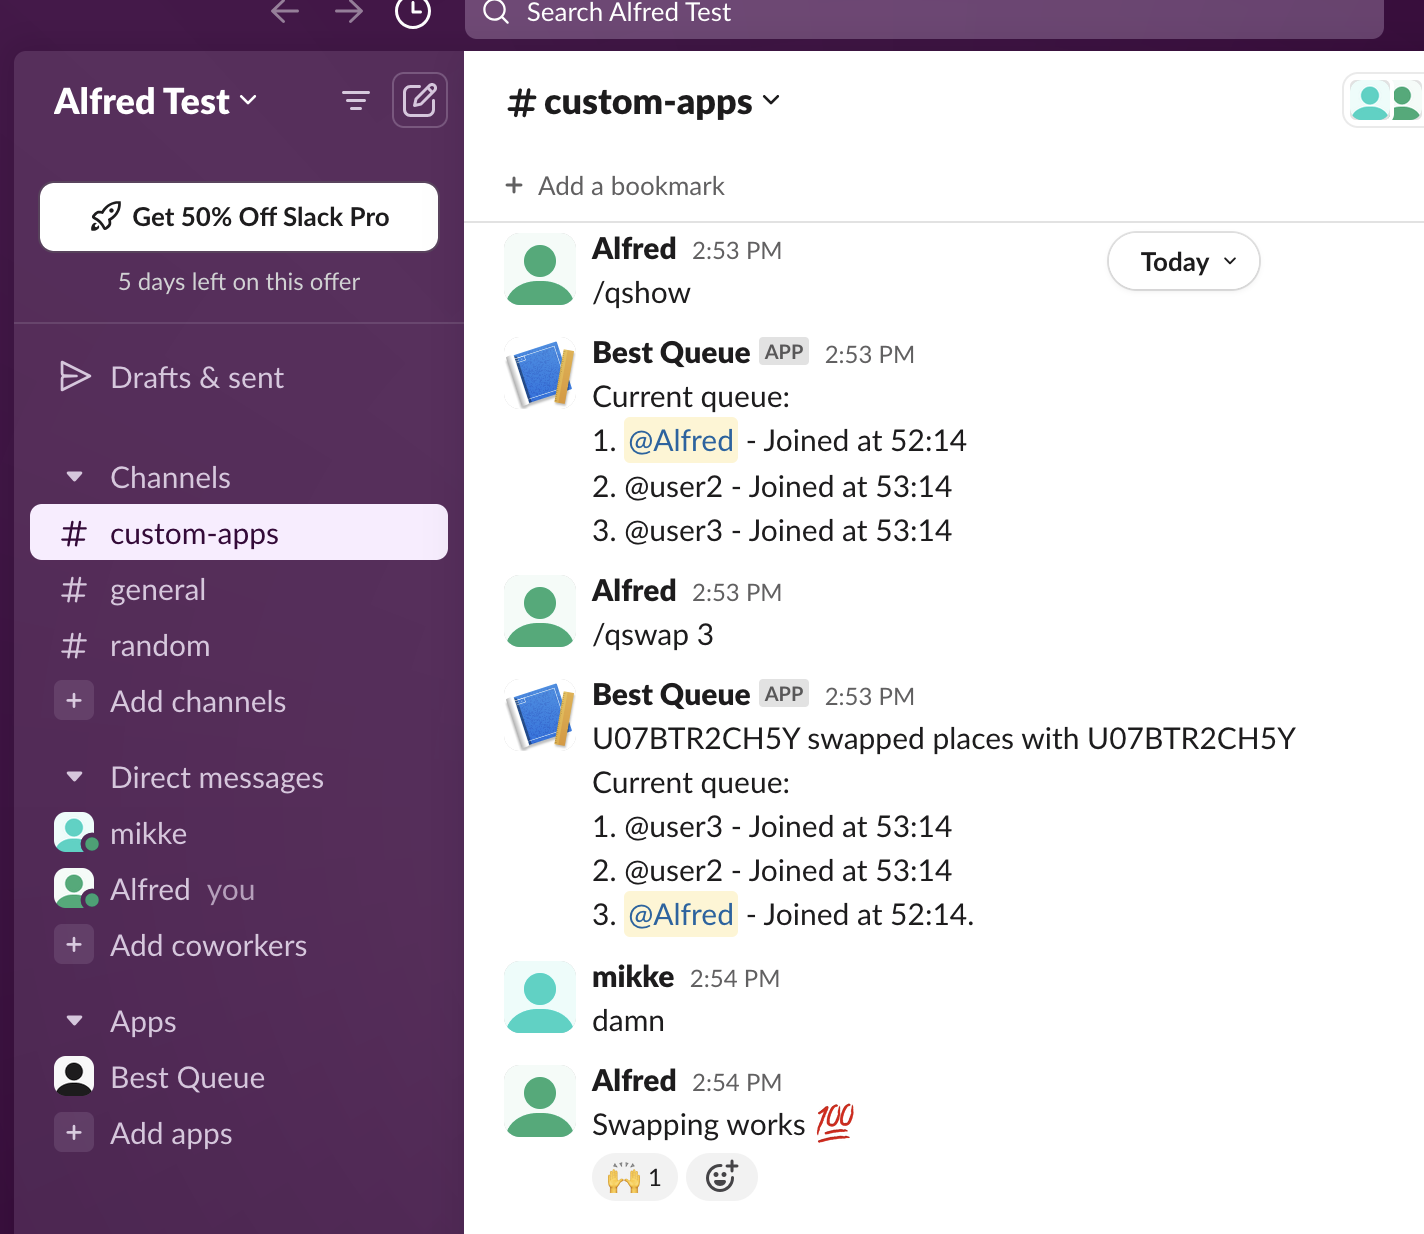 Search Alfred Test
Alfred Test
Get 50% Off Slack Pro
5 days left on this offer
Drafts & sent
Channels
# custom-apps
# general
# random
+ Add channels
Direct messages
mikke
Alfred you
+ Add coworkers
Apps
Best Queue
+ Add apps
# custom-apps
+ Add a bookmark
Today
Alfred 2:53 PM
/qshow
Best Queue APP 2:53 PM
Current queue:
1. @Alfred - Joined at 52:14
2. @user2 - Joined at 53:14
3. @user3 - Joined at 53:14
Alfred 2:53 PM
/qswap 3
Best Queue APP 2:53 PM
U07BTR2CH5Y swapped places with U07BTR2CH5Y
Current queue:
1. @user3 - Joined at 53:14
2. @user2 - Joined at 53:14
3. @Alfred - Joined at 52:14.
mikke 2:54 PM
damn
Alfred 2:54 PM
Swapping works 💯
🙌 1